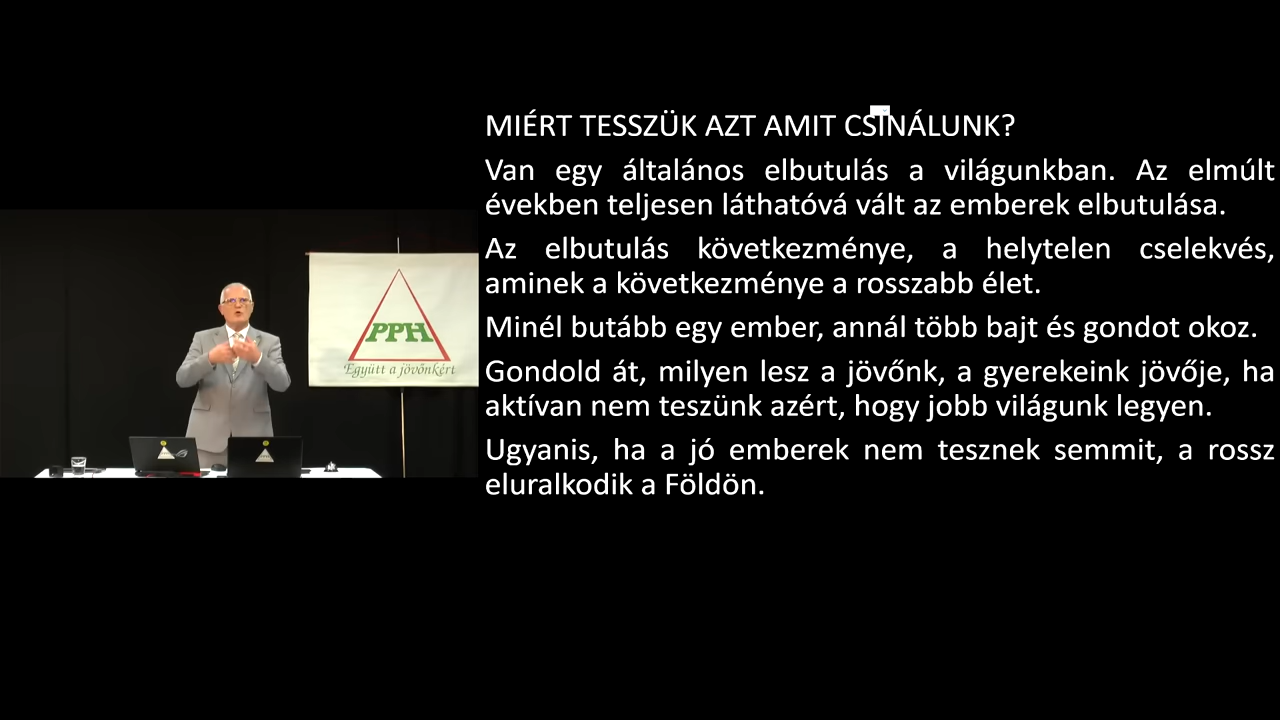 MIÉRT TESSZÜK AZT AMIT CSINÁLUNK?
Van egy általános elbutulás a világunkban. Az elmúlt
években teljesen láthatóvá vált az emberek elbutulása.
Az elbutulás következménye, a helytelen cselekvés,
aminek a következménye a rosszabb élet.
Minél butább egy ember, annál több bajt és gondot okoz.
Gondold át, milyen lesz a jövőnk, a gyerekeink jövője, ha
aktívan nem teszünk azért, hogy jobb világunk legyen.
Ugyanis, ha a jó emberek nem tesznek semmit, a rossz
eluralkodik a Földön.
PPH
Együtt a jövőnkért